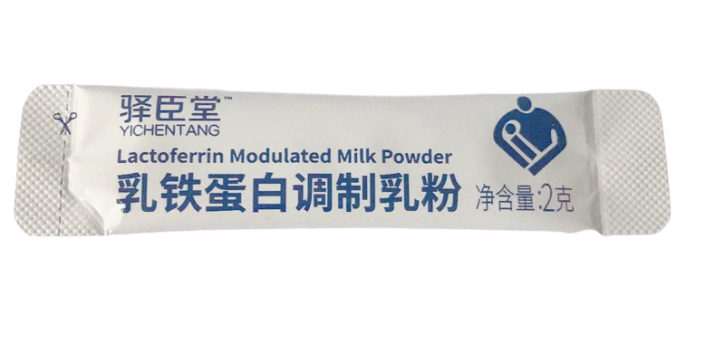 驿臣堂™
YICHENTANG
Lactoferrin Modulated Milk Powder
乳铁蛋白调制乳粉
净含量:2克